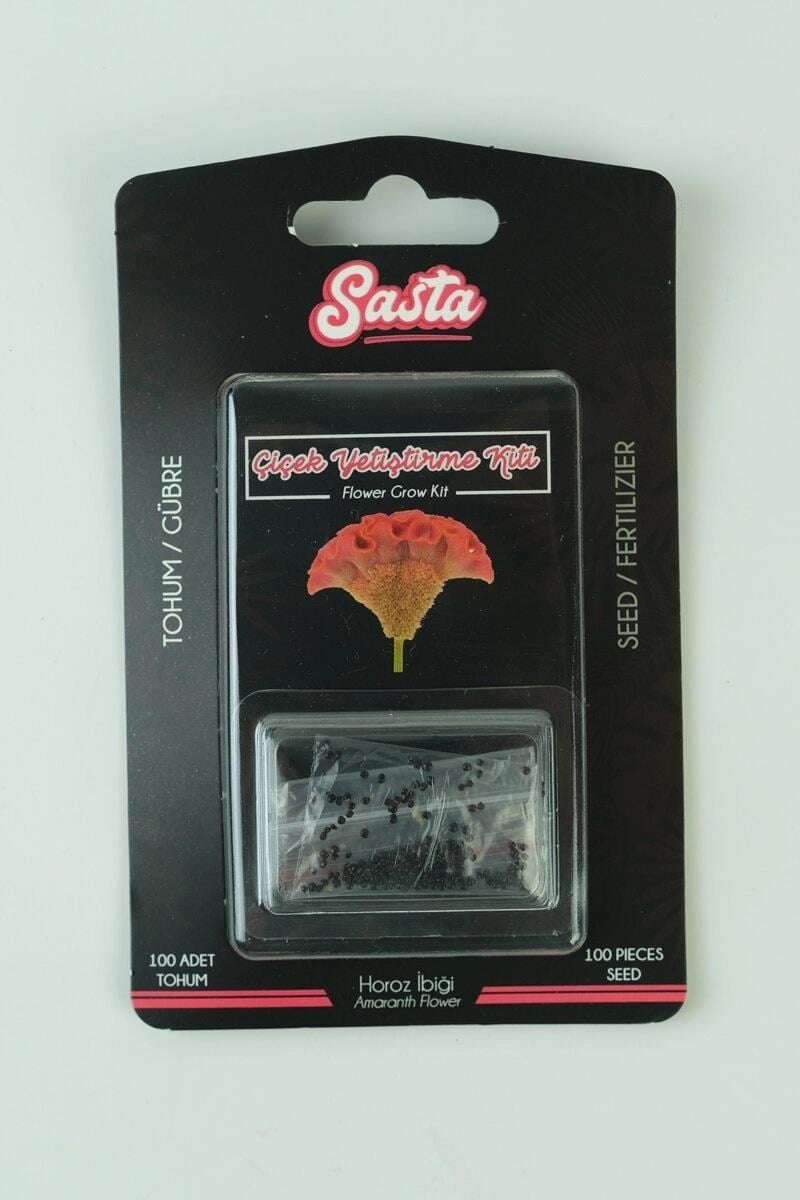 Sasta
Çiçek Yetiştirme Kiti
Flower Grow Kit
TOHUM / GÜBRE
SEED / FERTILIZIER
100 ADET
TOHUM
100 PIECES
SEED
Horoz İbiği
Amaranth Flower